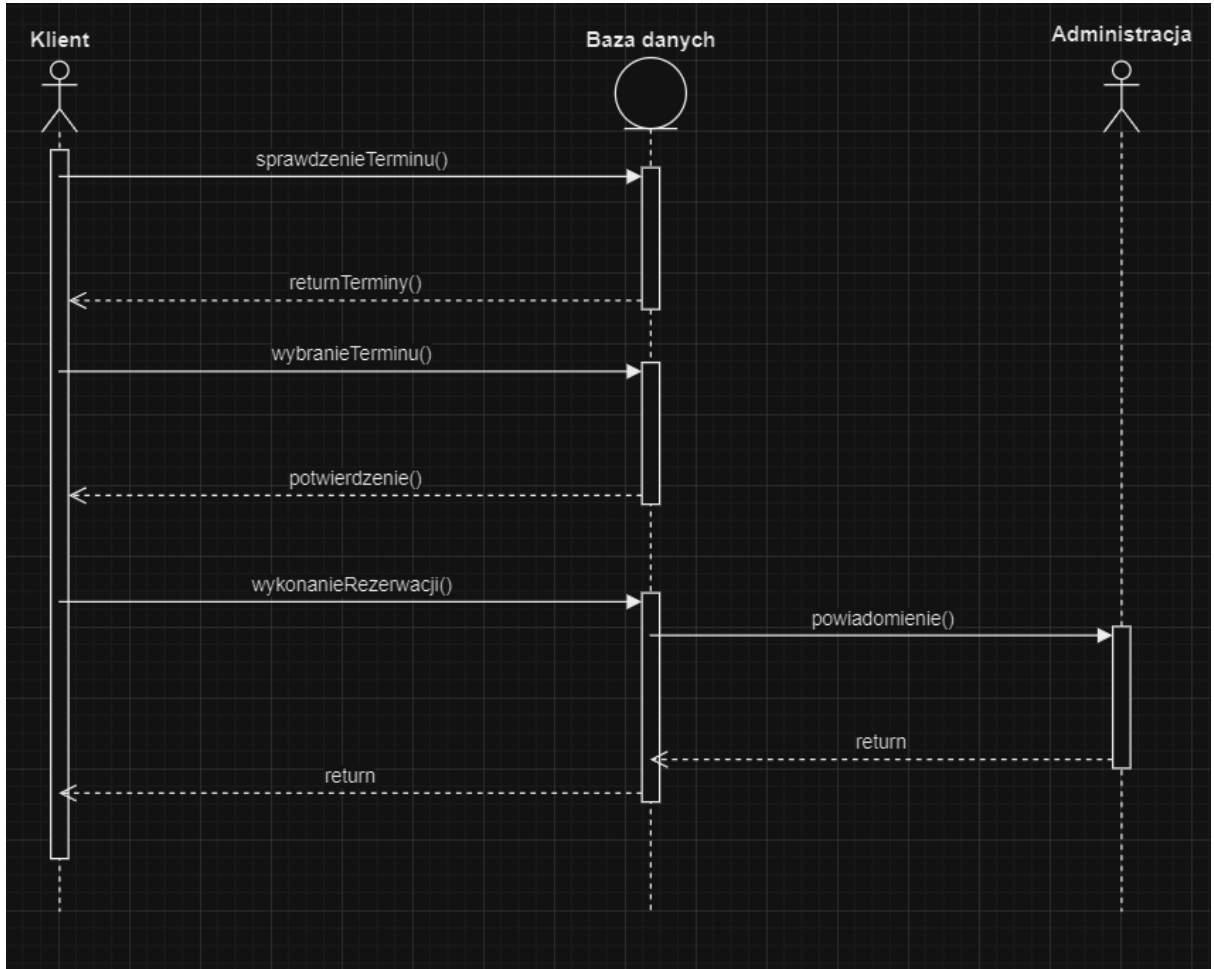 Klient
Baza danych
Administracja
sprawdzenieTerminu()
returnTerminy()
wybranieTerminu()
potwierdzenie()
wykonanieRezerwacji()
powiadomienie()
return
return